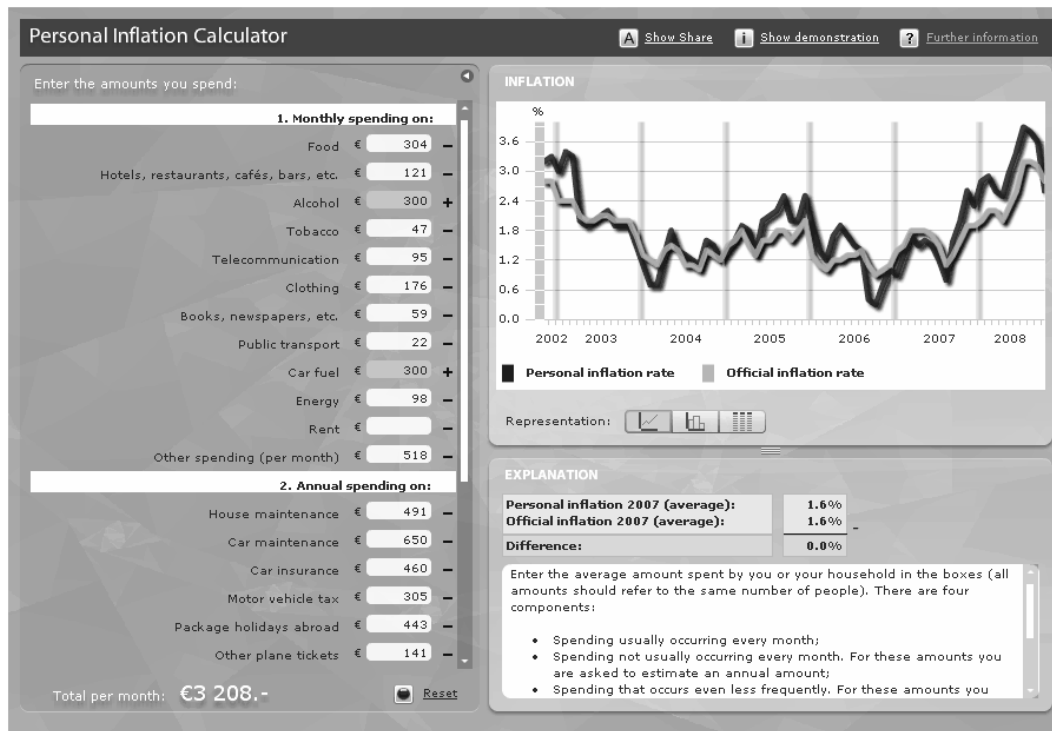 Personal Inflation Calculator
A Show Share i Show demonstration ? Further information
Enter the amounts you spend:
1. Monthly spending on:
Food € 304 –
Hotels, restaurants, cafés, bars, etc. € 121 –
Alcohol € 300 +
Tobacco € 47 –
Telecommunication € 95 –
Clothing € 176 –
Books, newspapers, etc. € 59 –
Public transport € 22 –
Car fuel € 300 +
Energy € 98 –
Rent € –
Other spending (per month) € 518 –
2. Annual spending on:
House maintenance € 491 –
Car maintenance € 650 –
Car insurance € 460 –
Motor vehicle tax € 305 –
Package holidays abroad € 443 –
Other plane tickets € 141 –
Total per month: €3 208.- Reset
INFLATION
%
3.6
3.0
2.4
1.8
1.2
0.6
0.0
2002 2003 2004 2005 2006 2007 2008
Personal inflation rate Official inflation rate
Representation:
EXPLANATION
Personal inflation 2007 (average): 1.6%
Official inflation 2007 (average): 1.6% –
Difference: 0.0%
Enter the average amount spent by you or your household in the boxes (all
amounts should refer to the same number of people). There are four
components:
• Spending usually occurring every month;
• Spending not usually occurring every month. For these amounts you
are asked to estimate an annual amount;
• Spending that occurs even less frequently. For these amounts you